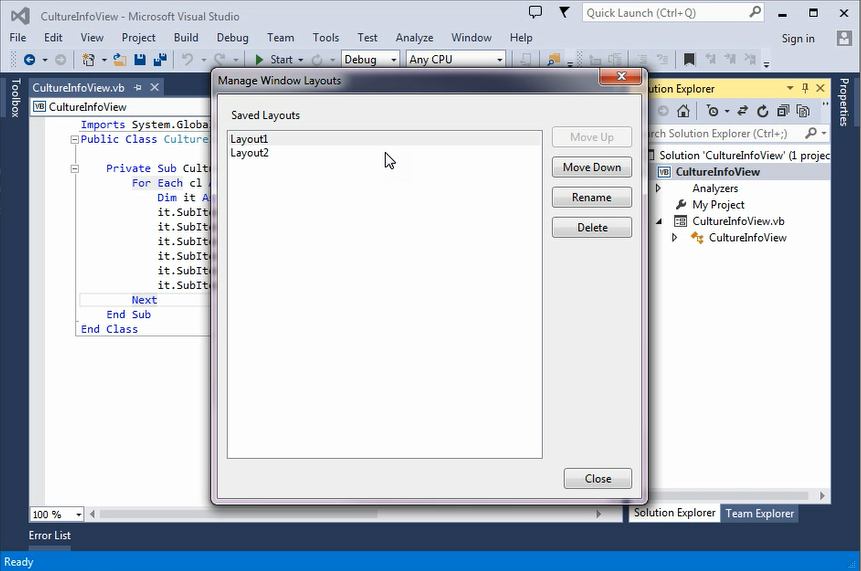 CultureInfoView - Microsoft Visual Studio
Quick Launch (Ctrl+Q)
File Edit View Project Build Debug Team Tools Test Analyze Window Help
Sign in
Start Debug Any CPU
Toolbox
CultureInfoView.vb
VB CultureInfoView
Imports System.Globa
Public Class Culture
Private Sub Cult
For Each cl
Dim it A
it.SubIt
it.SubIt
it.SubIt
it.SubIt
it.SubIt
it.SubIt
Next
End Sub
End Class
100 %
Manage Window Layouts
Saved Layouts
Layout1
Layout2
Move Up
Move Down
Rename
Delete
Close
ution Explorer
rch Solution Explorer (Ctrl+;)
Solution 'CultureInfoView' (1 projec
VB CultureInfoView
Analyzers
My Project
CultureInfoView.vb
CultureInfoView
Solution Explorer Team Explorer
Properties
Error List
Ready